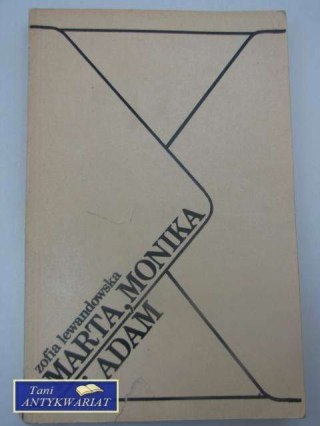 zofia lewandowska
MARTA, MONIKA
ADAM
Tani
ANTYKWARIAT